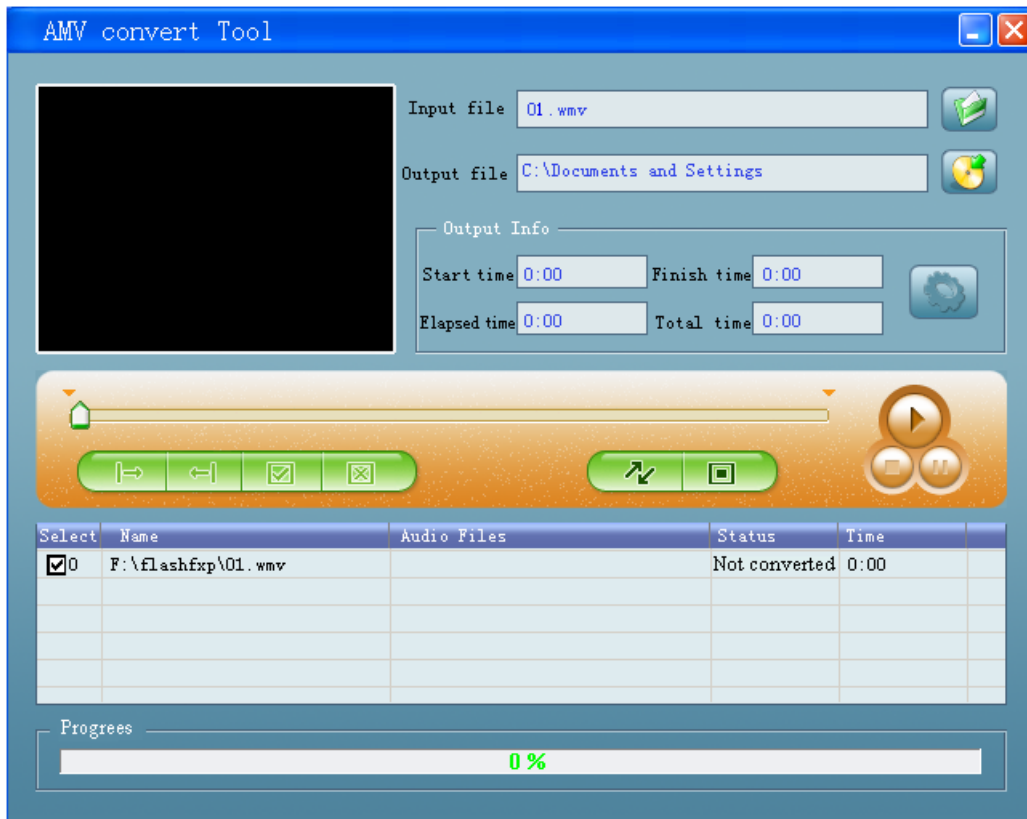 AMV convert Tool
Input file 01.wmv
Output file C:\Documents and Settings
Output Info
Start time 0:00 Finish time 0:00
Elapsed time 0:00 Total time 0:00
Select Name Audio Files Status Time
0 F:\flashfxp\01.wmv Not converted 0:00
Progrees
0 %